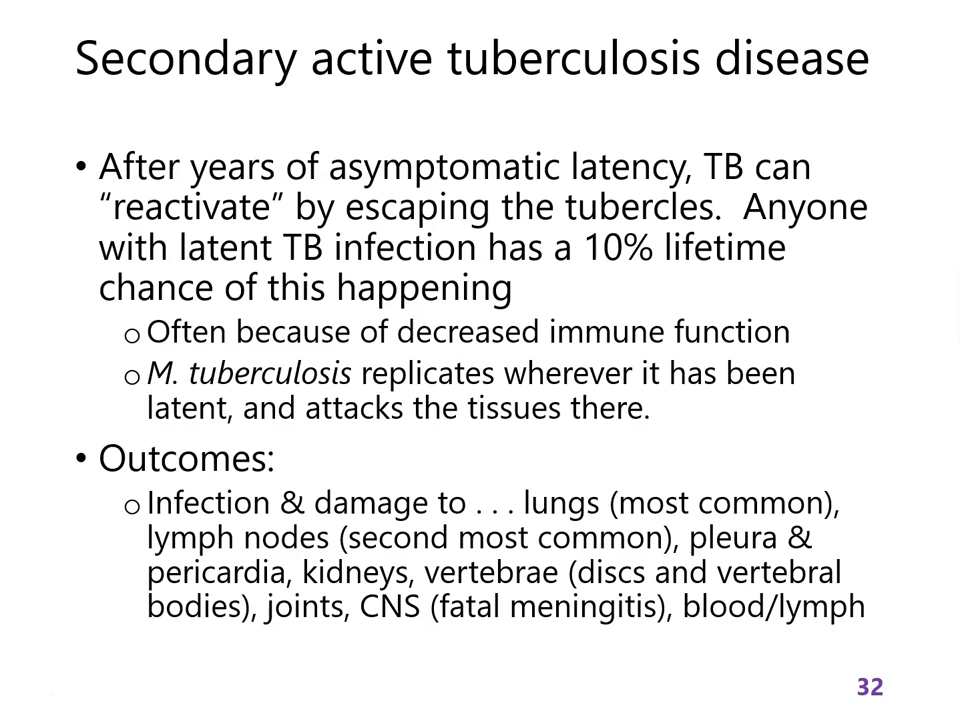 Secondary active tuberculosis disease
• After years of asymptomatic latency, TB can
“reactivate” by escaping the tubercles.  Anyone
with latent TB infection has a 10% lifetime
chance of this happening
o Often because of decreased immune function
o M. tuberculosis replicates wherever it has been
latent, and attacks the tissues there.
• Outcomes:
o Infection & damage to . . . lungs (most common),
lymph nodes (second most common), pleura &
pericardia, kidneys, vertebrae (discs and vertebral
bodies), joints, CNS (fatal meningitis), blood/lymph
32